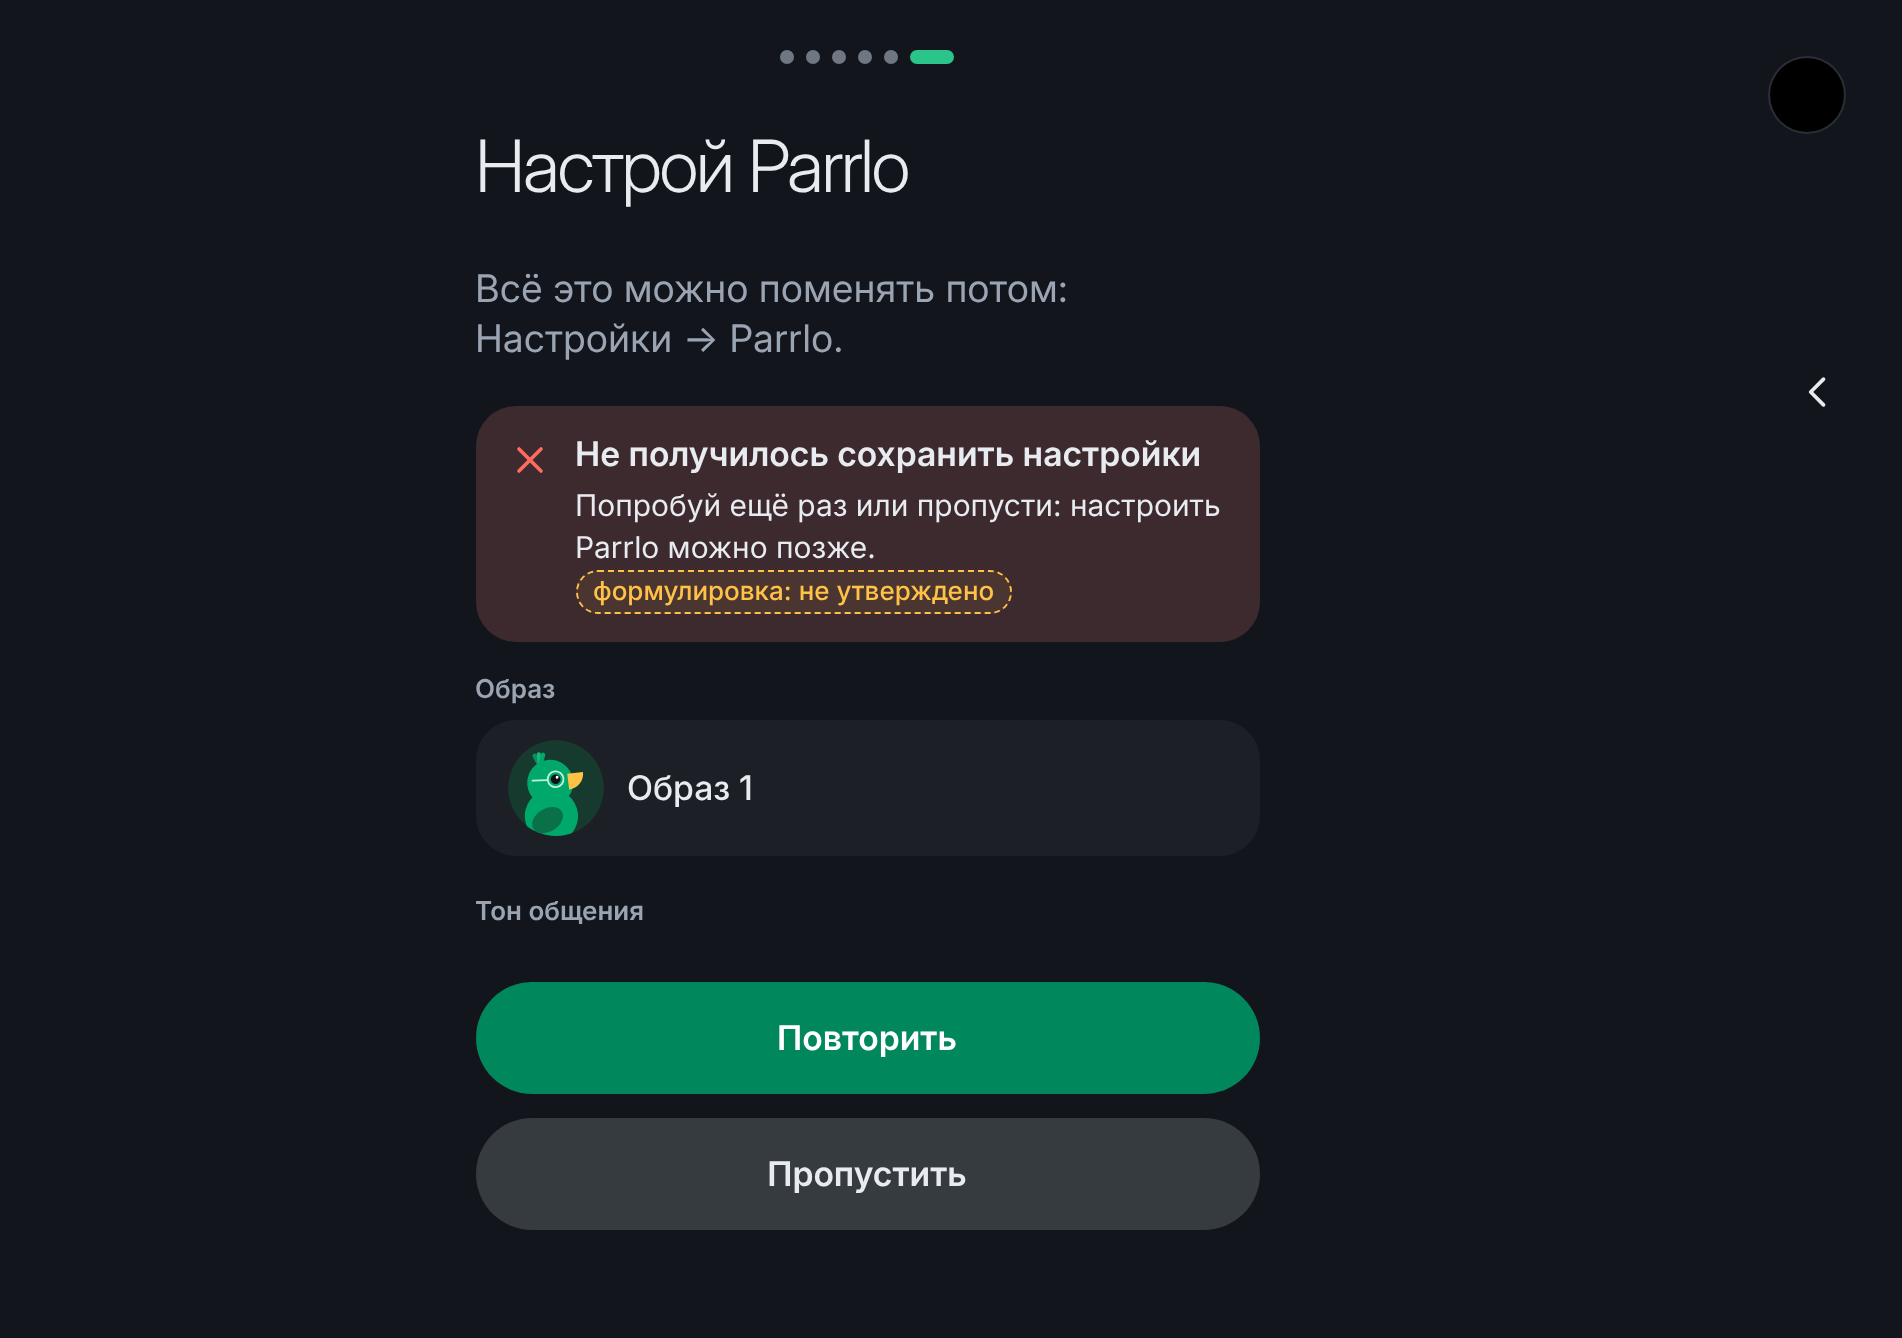 Настрой Parrlo
Всё это можно поменять потом:
Настройки → Parrlo.
Не получилось сохранить настройки
Попробуй ещё раз или пропусти: настроить
Parrlo можно позже.
формулировка: не утверждено
Образ
Образ 1
Тон общения
Повторить
Пропустить